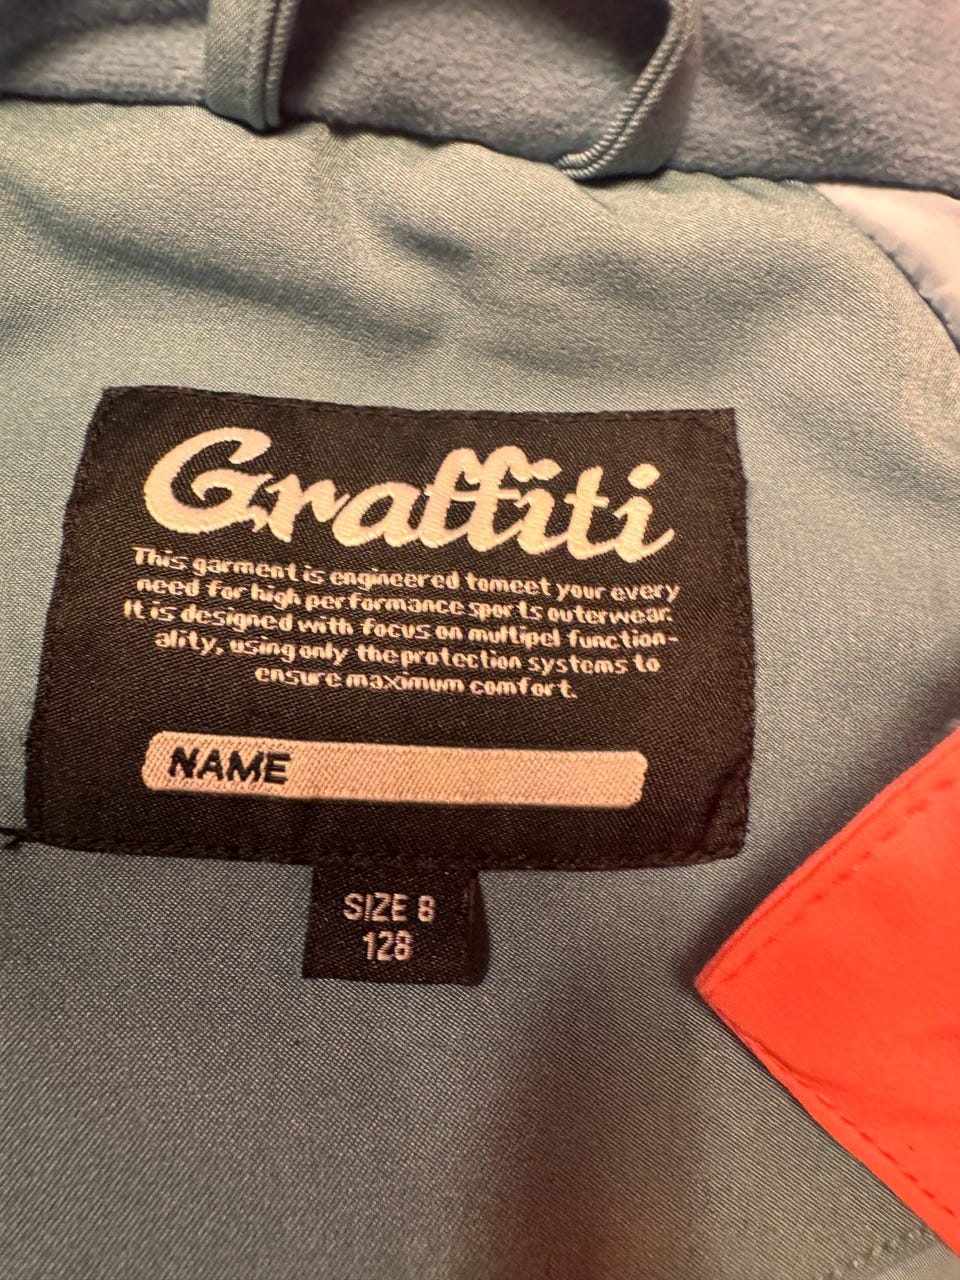 Graffiti
This garment is engineered tomeet your every
need for high performance sports outerwear.
It is designed with focus on multipel function-
ality, using only the protection systems to
ensure maximum comfort.
NAME
SIZE 8
128